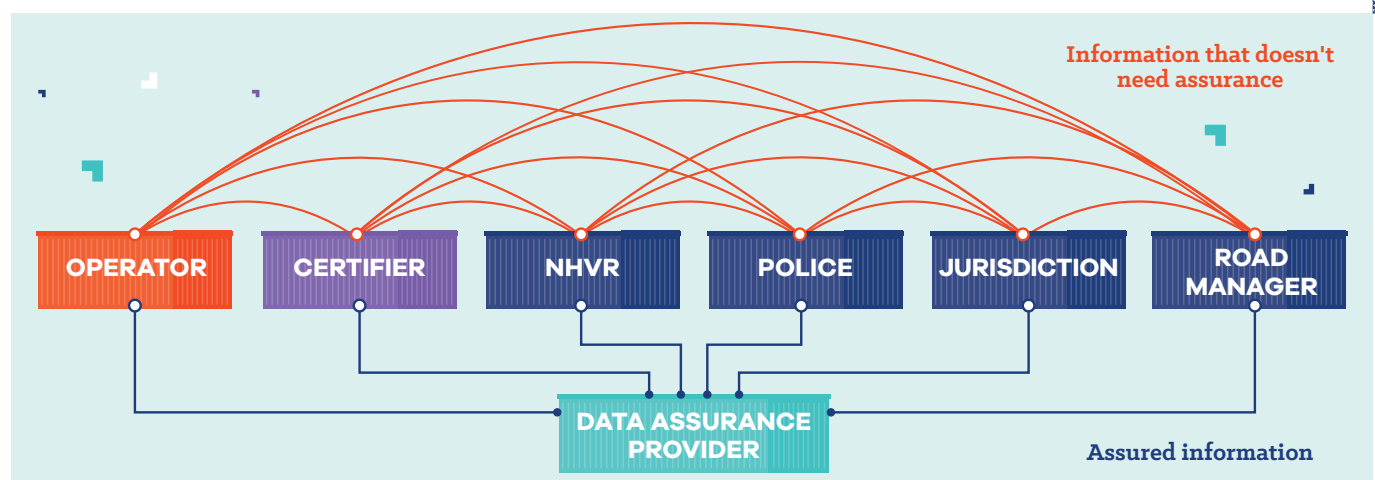 Information that doesn't
need assurance
OPERATOR
CERTIFIER
NHVR
POLICE
JURISDICTION
ROAD
MANAGER
DATA ASSURANCE
PROVIDER
Assured information